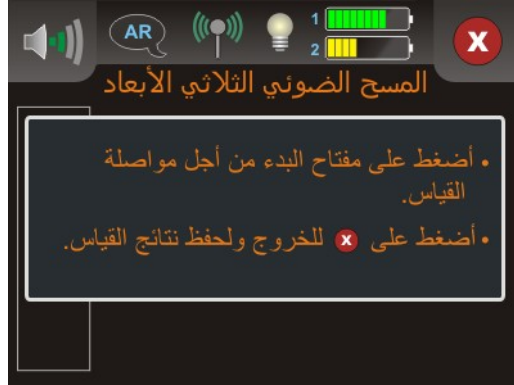 AR
1
2
X
المسح الضوئي الثلاثي الأبعاد
• أضغط على مفتاح البدء من أجل مواصلة
القياس.
• أضغط على x للخروج ولحفظ نتائج القياس.